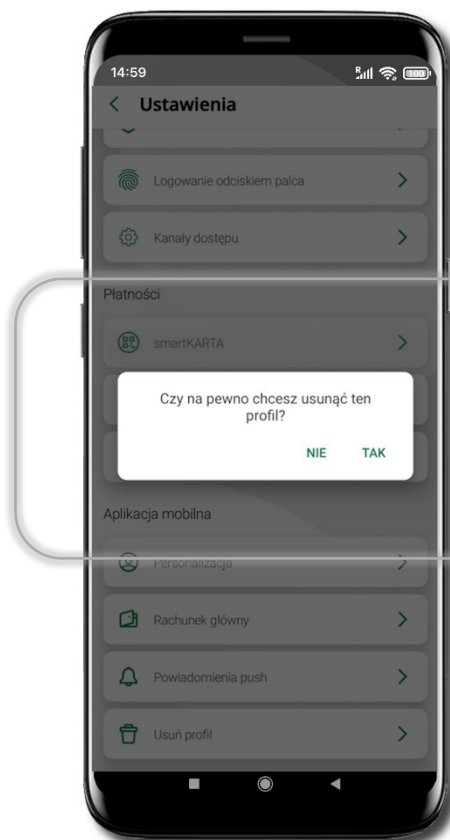 14:59
R
100
Ustawienia
Logowanie odciskiem palca
Kanały dostępu
Płatności
smartKARTA
Czy na pewno chcesz usunąć ten
profil?
NIE TAK
Aplikacja mobilna
Personalizacja
Rachunek główny
Powiadomienia push
Usuń profil